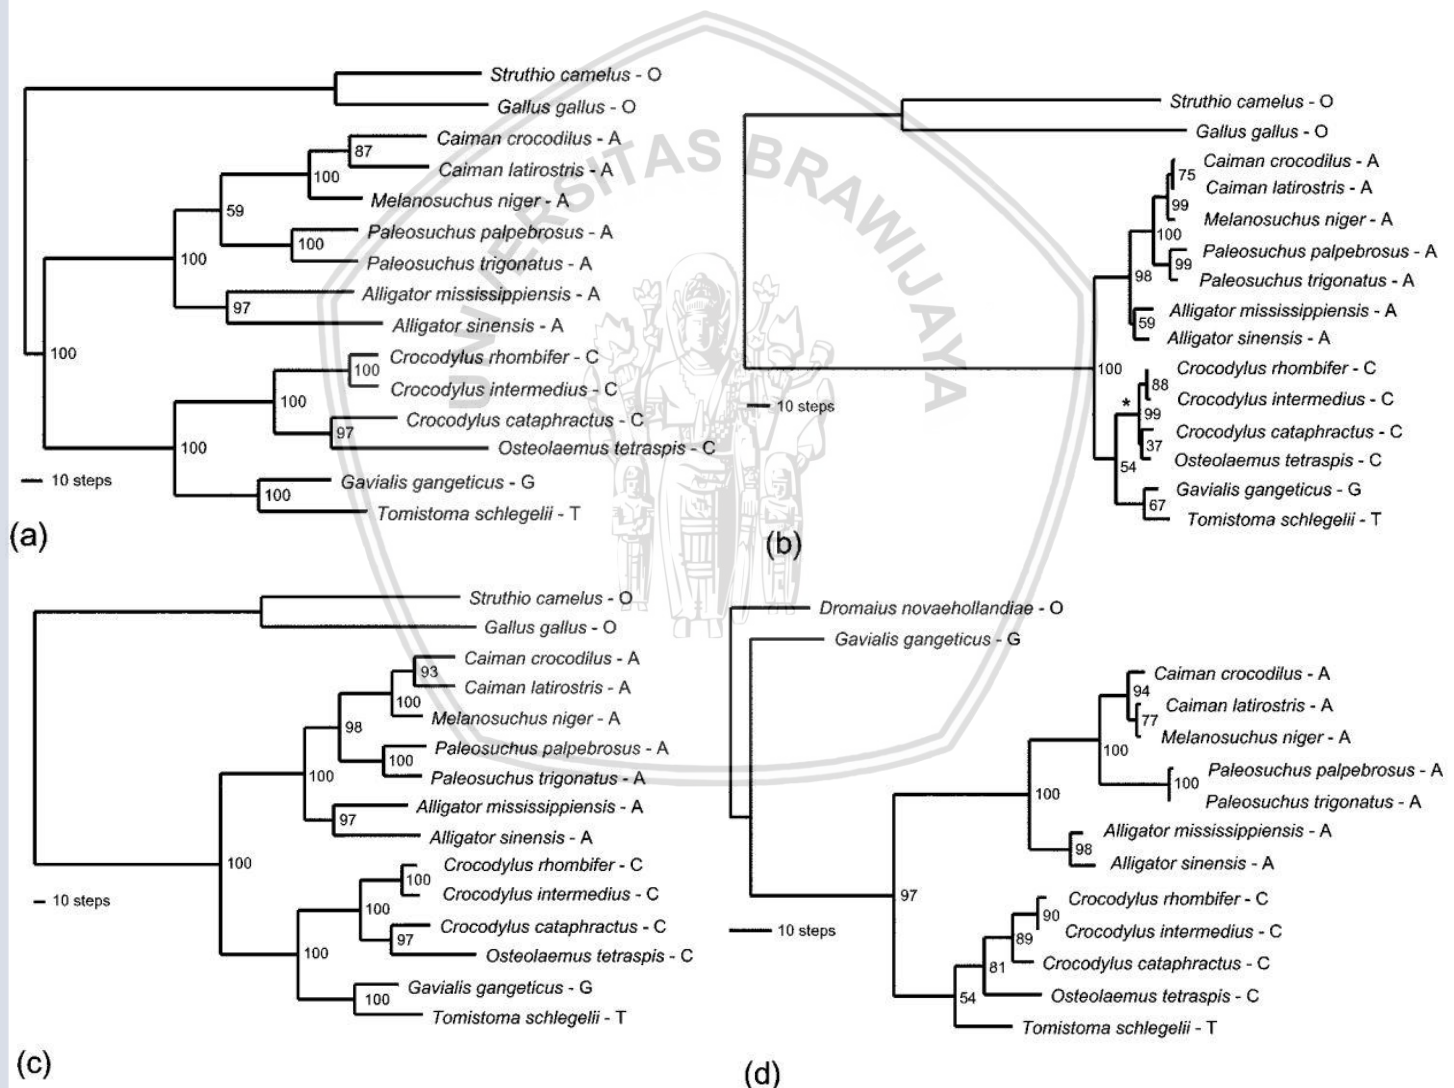 Struthio camelus - O
Gallus gallus - O
Caiman crocodilus - A
87
Caiman latirostris - A
100
Melanosuchus niger - A
59
Paleosuchus palpebrosus - A
100
Paleosuchus trigonatus - A
100
Alligator mississippiensis - A
97
Alligator sinensis - A
100
Crocodylus rhombifer - C
100
Crocodylus intermedius - C
100
Crocodylus cataphractus - C
97
Osteolaemus tetraspis - C
100
Gavialis gangeticus - G
100
Tomistoma schlegelii - T
10 steps
(a)
Struthio camelus - O
Gallus gallus - O
Caiman crocodilus - A
75
Caiman latirostris - A
99
Melanosuchus niger - A
100
Paleosuchus palpebrosus - A
99
Paleosuchus trigonatus - A
98
Alligator mississippiensis - A
59
Alligator sinensis - A
100
Crocodylus rhombifer - C
88
Crocodylus intermedius - C
*
99
Crocodylus cataphractus - C
37
Osteolaemus tetraspis - C
54
Gavialis gangeticus - G
67
Tomistoma schlegelii - T
10 steps
(b)
Struthio camelus - O
Gallus gallus - O
Caiman crocodilus - A
93
Caiman latirostris - A
100
Melanosuchus niger - A
98
Paleosuchus palpebrosus - A
100
Paleosuchus trigonatus - A
100
Alligator mississippiensis - A
97
Alligator sinensis - A
100
Crocodylus rhombifer - C
100
Crocodylus intermedius - C
100
Crocodylus cataphractus - C
97
Osteolaemus tetraspis - C
100
Gavialis gangeticus - G
100
Tomistoma schlegelii - T
10 steps
(c)
Dromaius novaehollandiae - O
Gavialis gangeticus - G
Caiman crocodilus - A
94
Caiman latirostris - A
77
Melanosuchus niger - A
100
Paleosuchus palpebrosus - A
100
Paleosuchus trigonatus - A
100
Alligator mississippiensis - A
98
Alligator sinensis - A
97
Crocodylus rhombifer - C
90
Crocodylus intermedius - C
89
Crocodylus cataphractus - C
81
Osteolaemus tetraspis - C
54
Tomistoma schlegelii - T
10 steps
(d)
UNIVERSITAS BRAWIJAYA